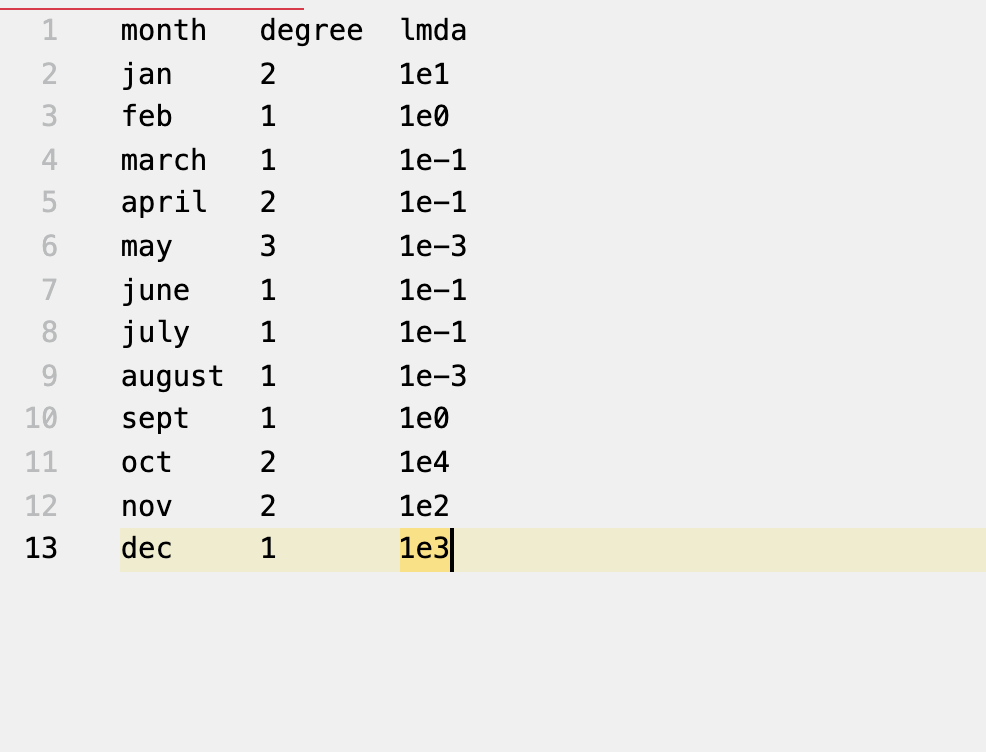 1 month degree lmda
2 jan 2 1e1
3 feb 1 1e0
4 march 1 1e-1
5 april 2 1e-1
6 may 3 1e-3
7 june 1 1e-1
8 july 1 1e-1
9 august 1 1e-3
10 sept 1 1e0
11 oct 2 1e4
12 nov 2 1e2
13 dec 1 1e3